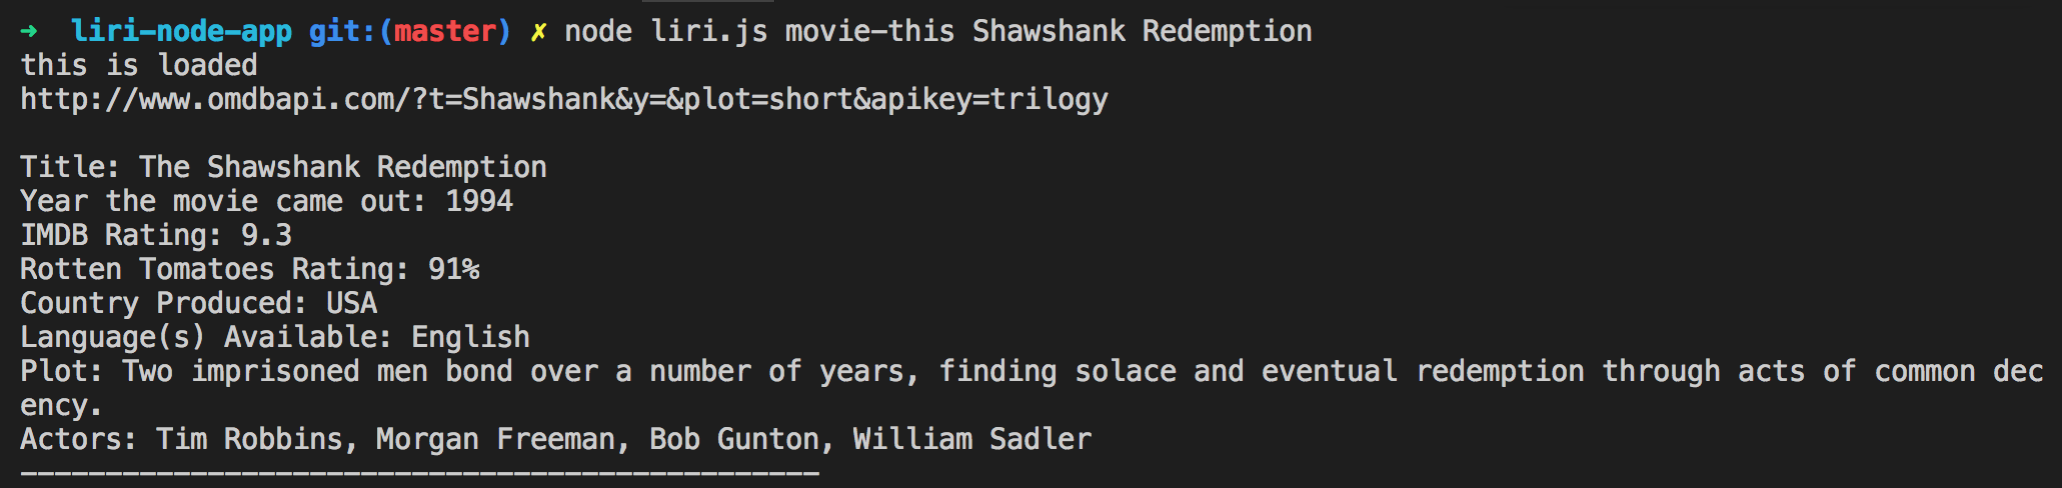 ➜  liri-node-app git:(master) ✗ node liri.js movie-this Shawshank Redemption
this is loaded
http://www.omdbapi.com/?t=Shawshank&y=&plot=short&apikey=trilogy
Title: The Shawshank Redemption
Year the movie came out: 1994
IMDB Rating: 9.3
Rotten Tomatoes Rating: 91%
Country Produced: USA
Language(s) Available: English
Plot: Two imprisoned men bond over a number of years, finding solace and eventual redemption through acts of common dec
ency.
Actors: Tim Robbins, Morgan Freeman, Bob Gunton, William Sadler
-----------------------------------------------